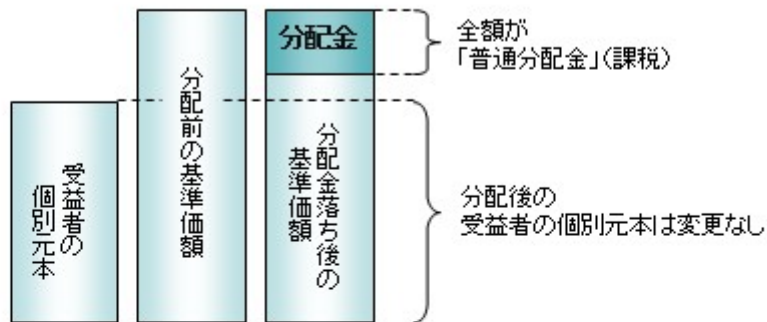 受益者の
個別元本
分配前の基準価額
分配金
分配金落ち後の
基準価額
全額が
「普通分配金」(課税)
分配後の
受益者の個別元本は変更なし